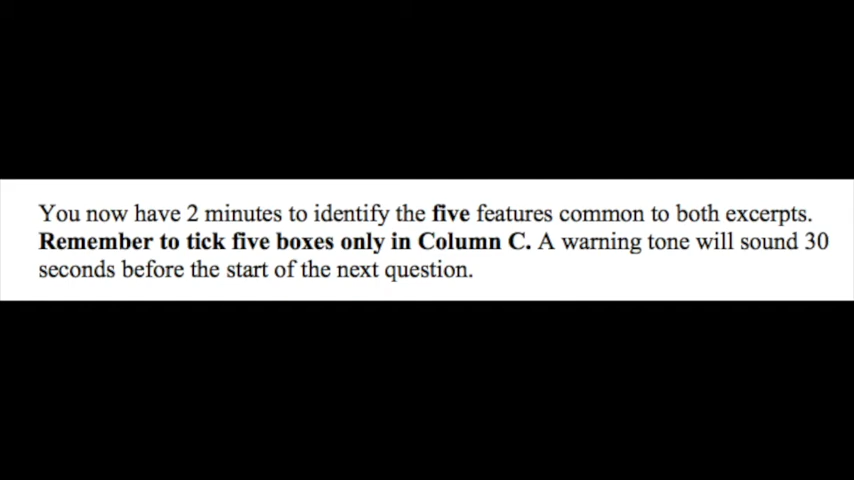 You now have 2 minutes to identify the five features common to both excerpts.
Remember to tick five boxes only in Column C. A warning tone will sound 30
seconds before the start of the next question.